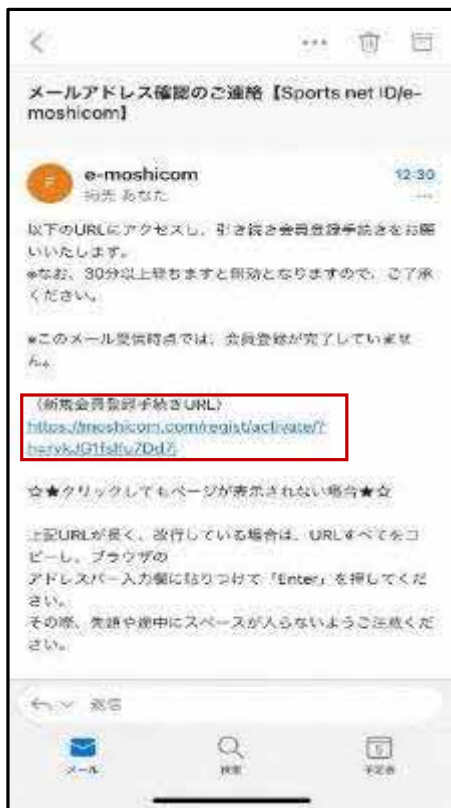 メールアドレス確認のご連絡【Sports net ID/e-
moshicom】
e-moshicom
12:30
宛先 あなた
以下のURLにアクセスし、引き続き会員登録手続きをお願
いいたします。
※なお、30分以上経ちますと無効となりますので、ご了承
ください。
※このメール受信時点では、会員登録が完了していませ
ん。
〈新規会員登録手続きURL〉
https://moshicom.com/regist/activate/?
☆★クリックしてもページが表示されない場合★☆
上記URLが長く、改行している場合は、URLすべてをコ
ピーし、ブラウザの
アドレスバー入力欄に貼りつけて「Enter」を押してくだ
さい。
その際、先頭や途中にスペースが入らないようご注意くだ
さい。
返信
メール
検索
予定表